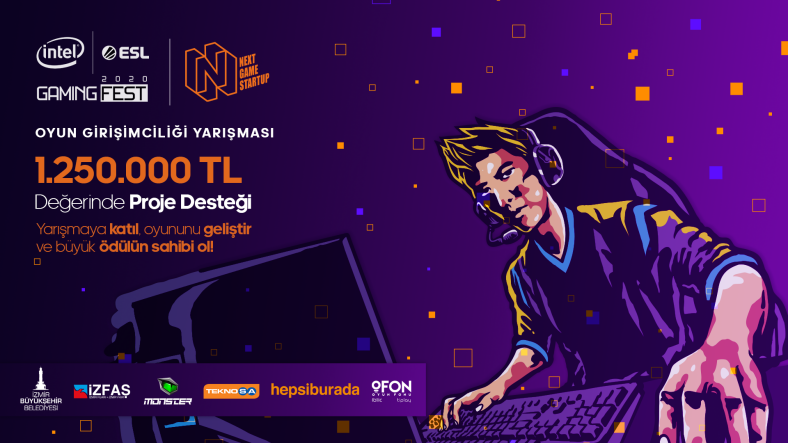 intel
ESL
2020
GAMING FEST
NEXT
GAME
STARTUP
OYUN GİRİŞİMCİLİĞİ YARIŞMASI
1.250.000 TL
Değerinde Proje Desteği
Yarışmaya katıl, oyununu geliştir
ve büyük ödülün sahibi ol!
İZMİR
BÜYÜKŞEHİR
BELEDİYESİ
İZFAŞ
MONSTER
TEKNOSA
hepsiburada
OFON
OYUN FONU